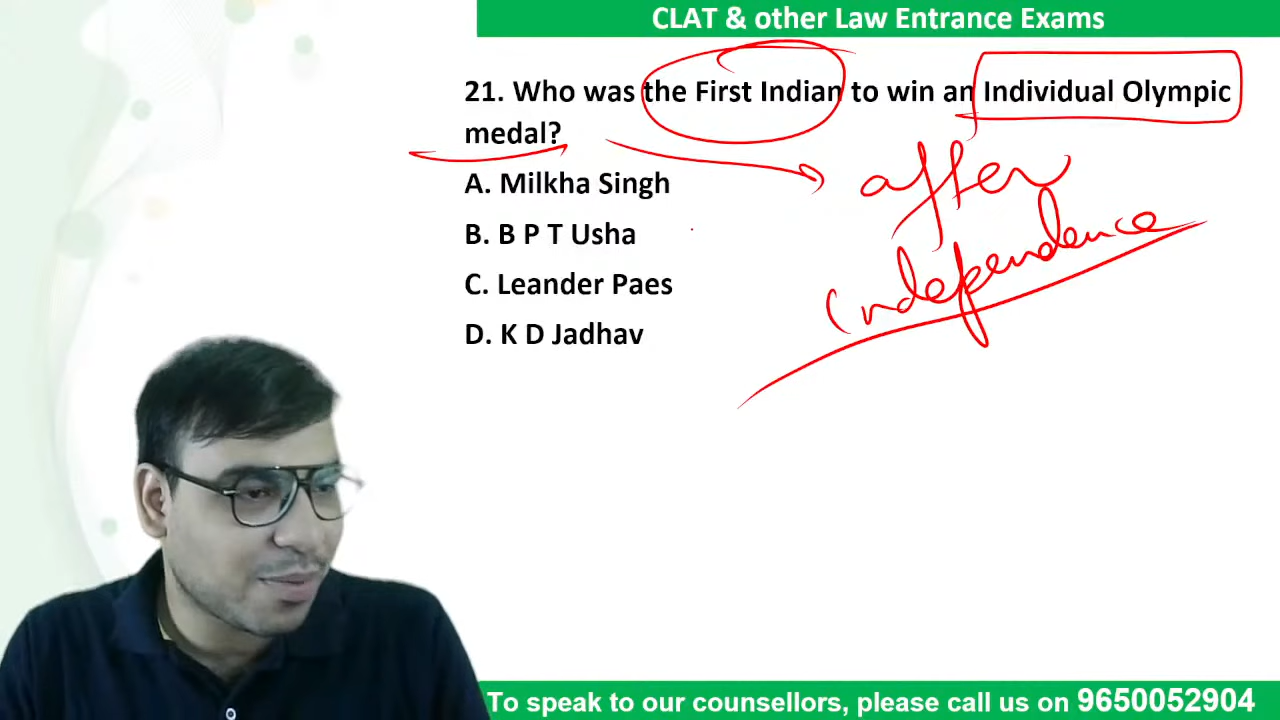 CLAT & other Law Entrance Exams
21. Who was the First Indian to win an Individual Olympic
medal?
after
A. Milkha Singh
independence
B. B P T Usha
C. Leander Paes
D. K D Jadhav
To speak to our counsellors, please call us on 9650052904